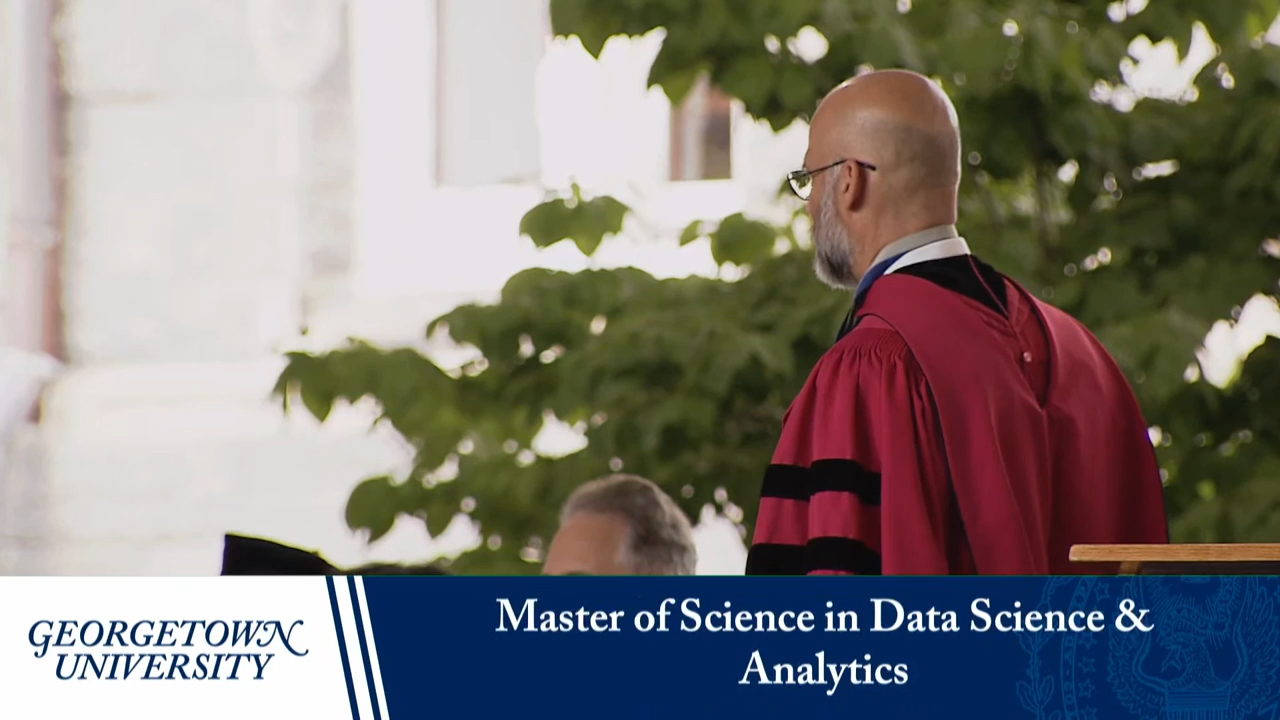 GEORGETOWN
UNIVERSITY
Master of Science in Data Science &
Analytics